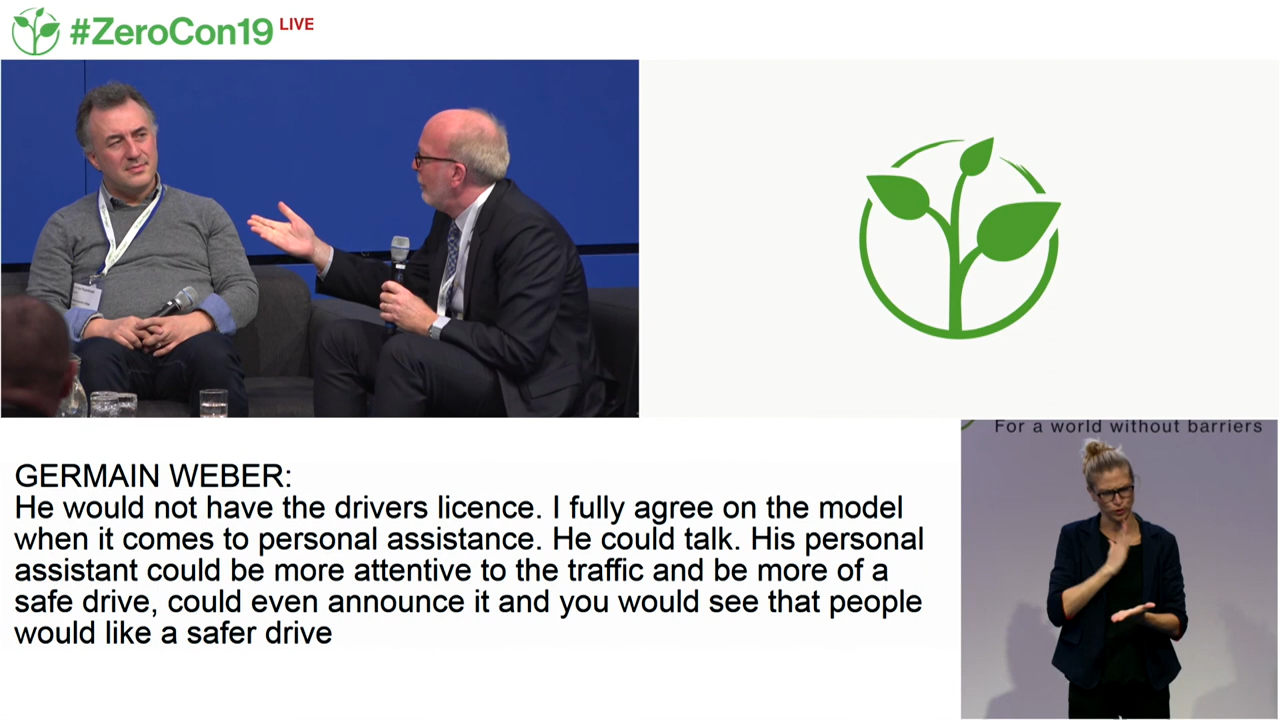 #ZeroCon19 LIVE
For a world without barriers
GERMAIN WEBER:
He would not have the drivers licence. I fully agree on the model
when it comes to personal assistance. He could talk. His personal
assistant could be more attentive to the traffic and be more of a
safe drive, could even announce it and you would see that people
would like a safer drive